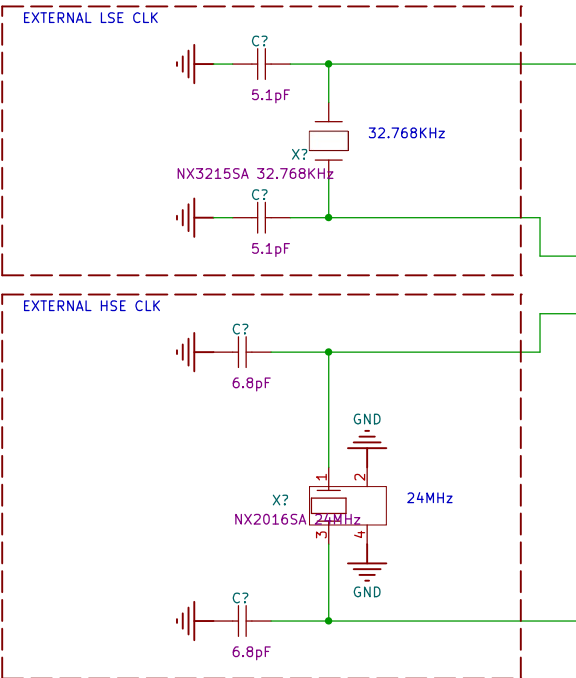 EXTERNAL LSE CLK
C?
5.1pF
32.768KHz
X?
NX3215SA 32.768KHz
C?
5.1pF
EXTERNAL HSE CLK
C?
6.8pF
GND
1
2
X?
24MHz
NX2016SA 24MHz
3
4
GND
C?
6.8pF